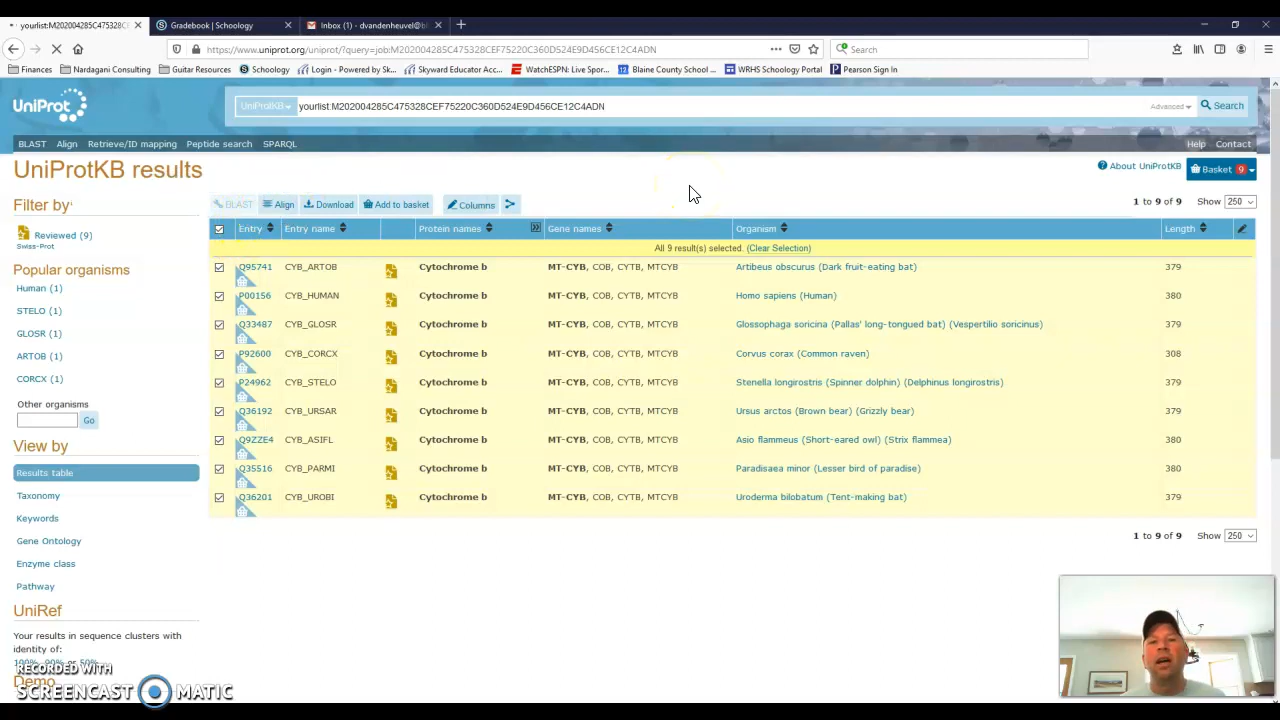 yourlist:M202004285C475328CE
Gradebook | Schoology
Inbox (1) - dvandenheuvel@bl
https://www.uniprot.org/uniprot/?query=job:M202004285C475328CEF75220C360D524E9D456CE12C4ADN
Search
Finances
Nardagani Consulting
Guitar Resources
Schoology
Login - Powered by Sk...
Skyward Educator Acc...
WatchESPN: Live Spor...
Blaine County School ...
WRHS Schoology Portal
Pearson Sign In
UniProt
UniProtKB
yourlist:M202004285C475328CEF75220C360D524E9D456CE12C4ADN
Advanced
Search
BLAST Align Retrieve/ID mapping Peptide search SPARQL
Help Contact
UniProtKB results
About UniProtKB
Basket 9
Filter by
BLAST Align Download Add to basket Columns
1 to 9 of 9 Show 250
Reviewed (9)
Swiss-Prot
Popular organisms
Human (1)
STELO (1)
GLOSR (1)
ARTOB (1)
CORCX (1)
Other organisms
Go
View by
Results table
Taxonomy
Keywords
Gene Ontology
Enzyme class
Pathway
UniRef
Your results in sequence clusters with
identity of:
100%, 90% or 50%
Demo
Entry Entry name Protein names Gene names Organism Length
All 9 result(s) selected. (Clear Selection)
Q95741 CYB_ARTOB Cytochrome b MT-CYB, COB, CYTB, MTCYB Artibeus obscurus (Dark fruit-eating bat) 379
P00156 CYB_HUMAN Cytochrome b MT-CYB, COB, CYTB, MTCYB Homo sapiens (Human) 380
Q33487 CYB_GLOSR Cytochrome b MT-CYB, COB, CYTB, MTCYB Glossophaga soricina (Pallas' long-tongued bat) (Vespertilio soricinus) 379
P92600 CYB_CORCX Cytochrome b MT-CYB, COB, CYTB, MTCYB Corvus corax (Common raven) 308
P24962 CYB_STELO Cytochrome b MT-CYB, COB, CYTB, MTCYB Stenella longirostris (Spinner dolphin) (Delphinus longirostris) 379
Q36192 CYB_URSAR Cytochrome b MT-CYB, COB, CYTB, MTCYB Ursus arctos (Brown bear) (Grizzly bear) 379
Q9ZZE4 CYB_ASIFL Cytochrome b MT-CYB, COB, CYTB, MTCYB Asio flammeus (Short-eared owl) (Strix flammea) 380
Q35516 CYB_PARMI Cytochrome b MT-CYB, COB, CYTB, MTCYB Paradisaea minor (Lesser bird of paradise) 380
Q36201 CYB_UROBI Cytochrome b MT-CYB, COB, CYTB, MTCYB Uroderma bilobatum (Tent-making bat) 379
1 to 9 of 9 Show 250
RECORDED WITH
SCREENCAST MATIC